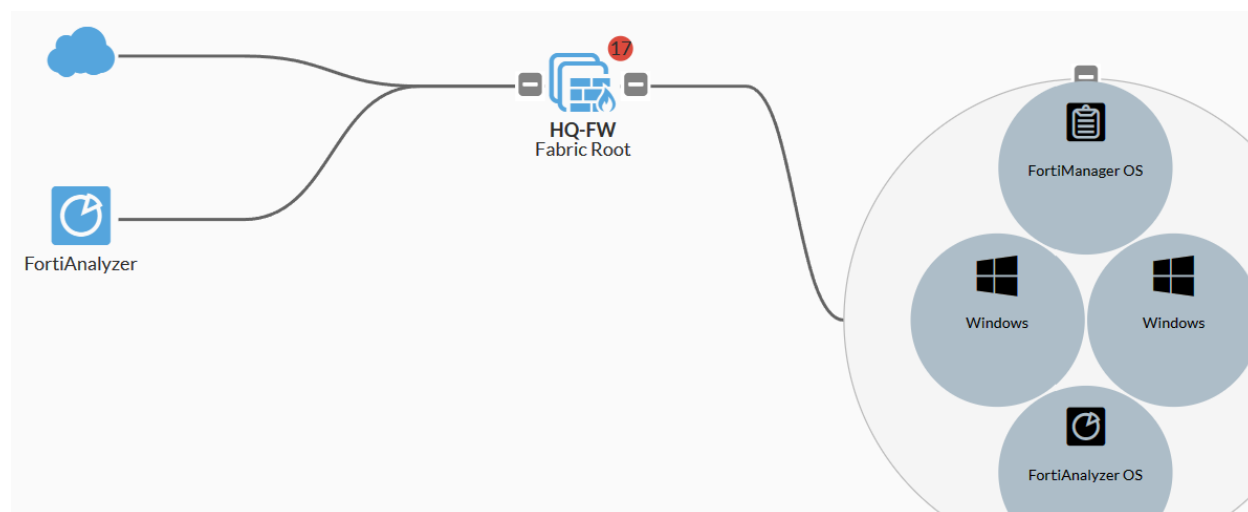 17
HQ-FW
Fabric Root
FortiManager OS
FortiAnalyzer
Windows
Windows
FortiAnalyzer OS